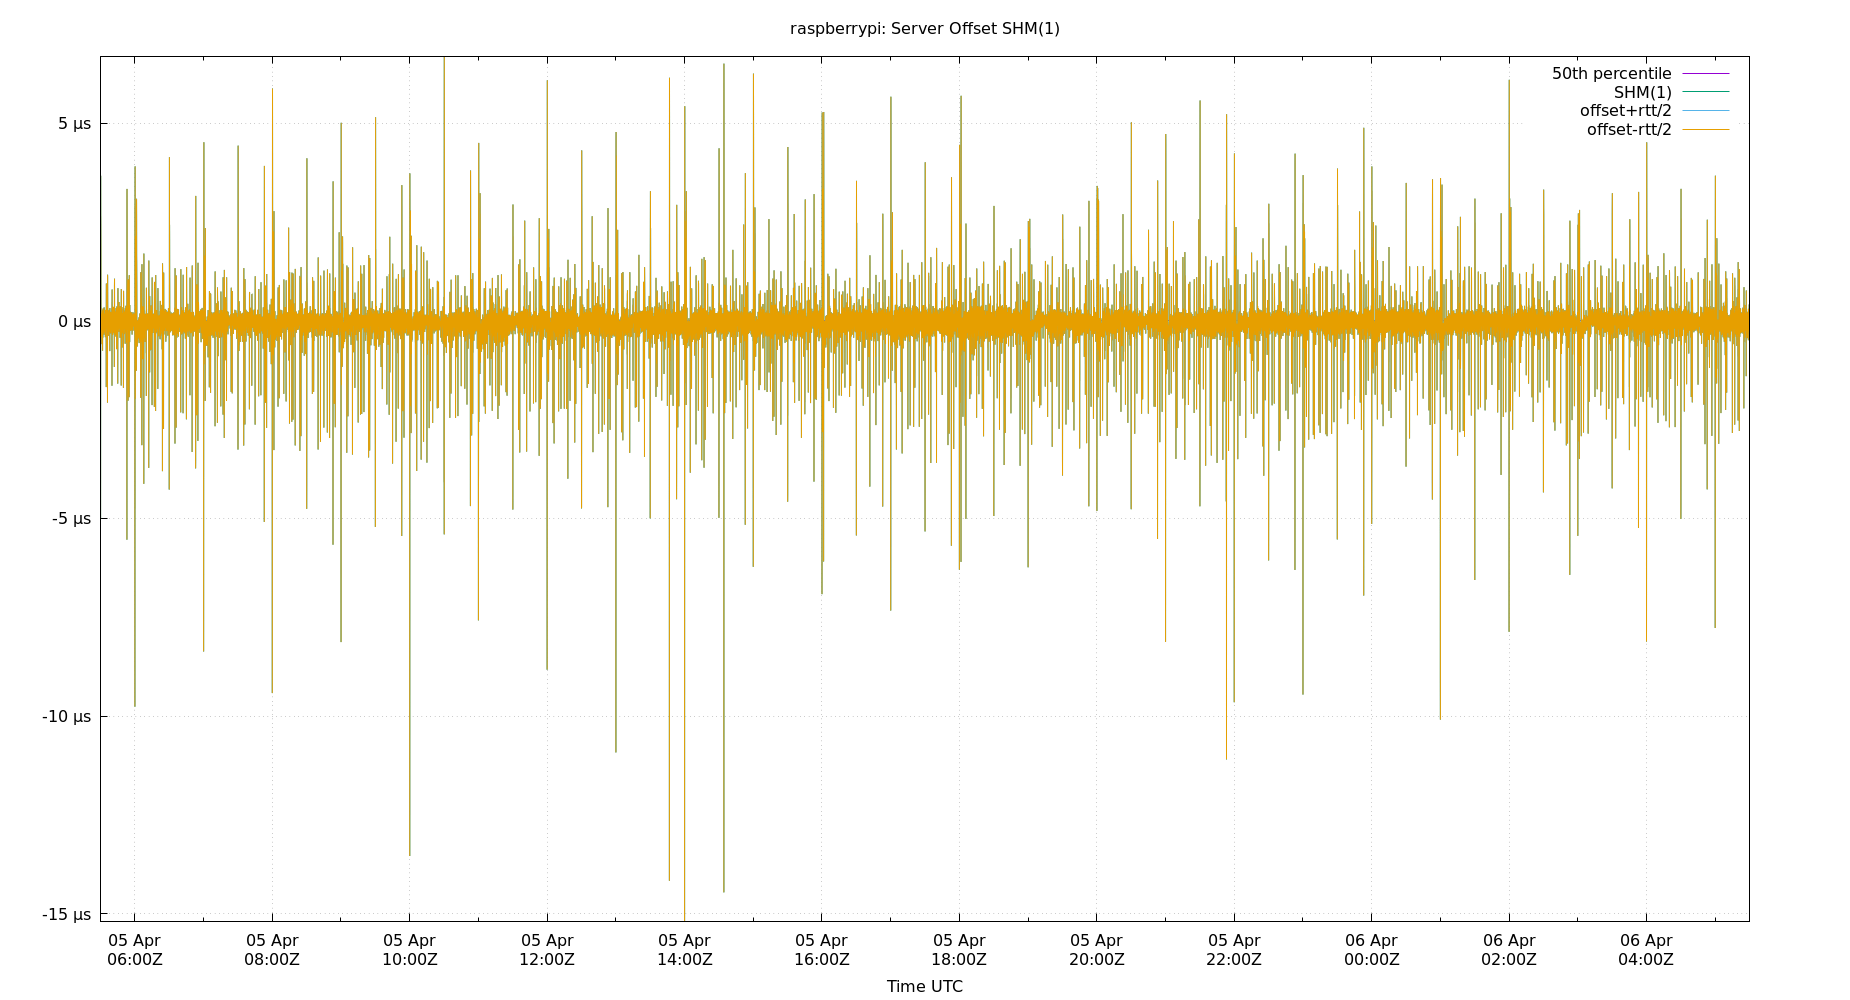 raspberrypi: Server Offset SHM(1)
50th percentile
SHM(1)
offset+rtt/2
offset-rtt/2
5 µs
0 µs
-5 µs
-10 µs
-15 µs
05 Apr 05 Apr 05 Apr 05 Apr 05 Apr 05 Apr 05 Apr 05 Apr 05 Apr 06 Apr 06 Apr 06 Apr
06:00Z 08:00Z 10:00Z 12:00Z 14:00Z 16:00Z 18:00Z 20:00Z 22:00Z 00:00Z 02:00Z 04:00Z
Time UTC